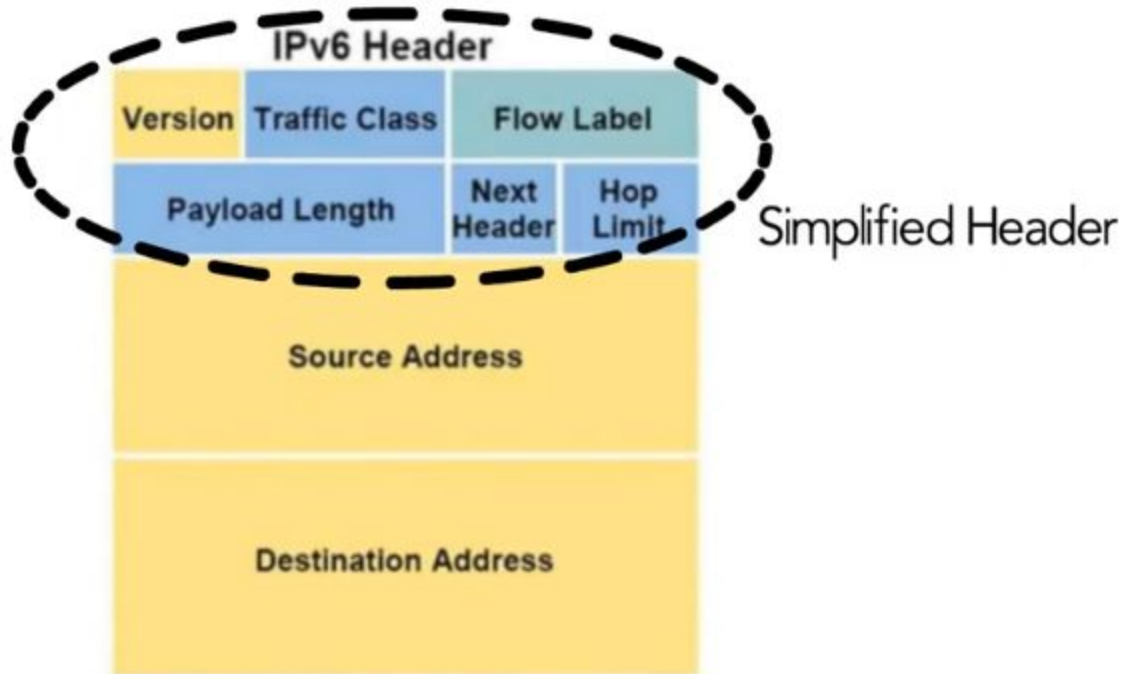 IPv6 Header
Version Traffic Class Flow Label
Payload Length Next Header Hop Limit
Simplified Header
Source Address
Destination Address